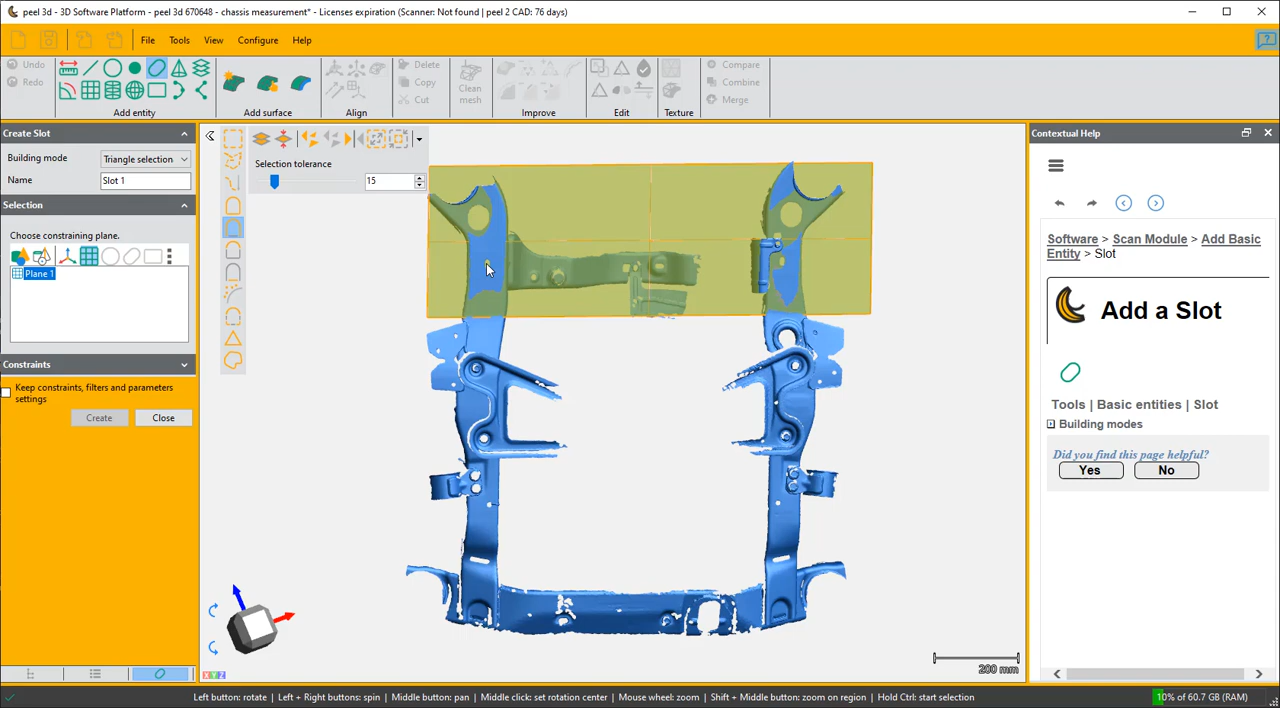 peel 3d - 3D Software Platform - peel 3d 670648 - chassis measurement* - Licenses expiration (Scanner: Not found | peel 2 CAD: 76 days)
File Tools View Configure Help
Undo
Redo
Add entity
Add surface
Align
Delete
Copy
Cut
Clean mesh
Improve
Edit
Texture
Compare
Combine
Merge
Create Slot
Building mode Triangle selection
Name Slot 1
Selection
Choose constraining plane.
Plane 1
Constraints
Keep constraints, filters and parameters settings
Create Close
Selection tolerance
15
200 mm
X Y Z
Contextual Help
Software > Scan Module > Add Basic
Entity > Slot
Add a Slot
Tools | Basic entities | Slot
Building modes
Did you find this page helpful?
Yes No
Left button: rotate | Left + Right buttons: spin | Middle button: pan | Middle click: set rotation center | Mouse wheel: zoom | Shift + Middle button: zoom on region | Hold Ctrl: start selection
10% of 60.7 GB (RAM)